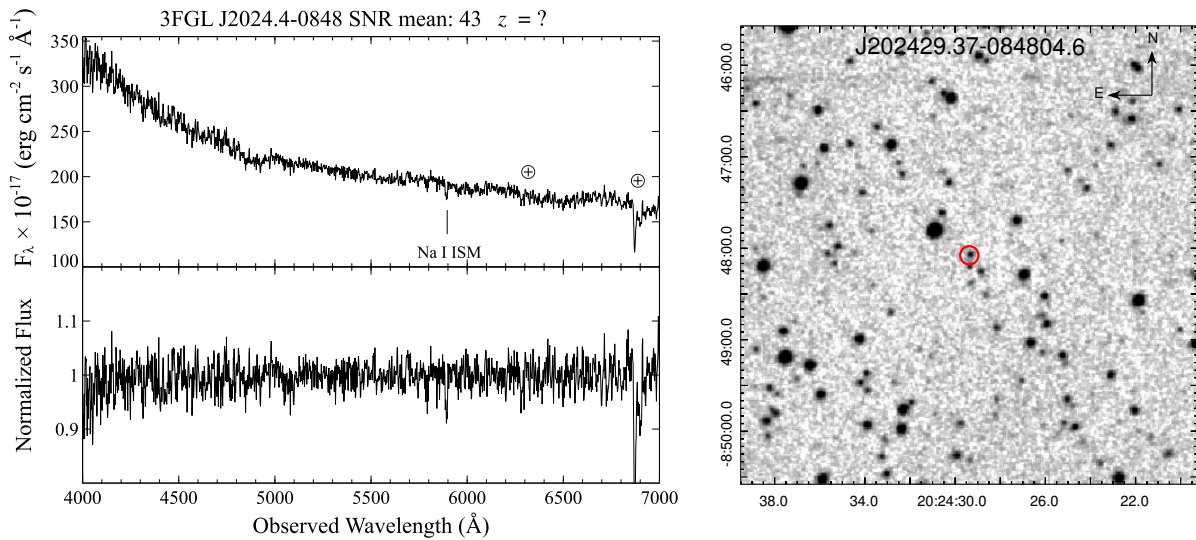 3FGL J2024.4-0848 SNR mean: 43 z = ?
350
300
250
200
150
100
F_λ × 10⁻¹⁷ (erg cm⁻² s⁻¹ Å⁻¹)
⊕
⊕
Na I ISM
1.1
1
0.9
Normalized Flux
4000 4500 5000 5500 6000 6500 7000
Observed Wavelength (Å)
J202429.37-084804.6
N
E
46:00.0
47:00.0
48:00.0
49:00.0
-8:50:00.0
38.0 34.0 20:24:30.0 26.0 22.0